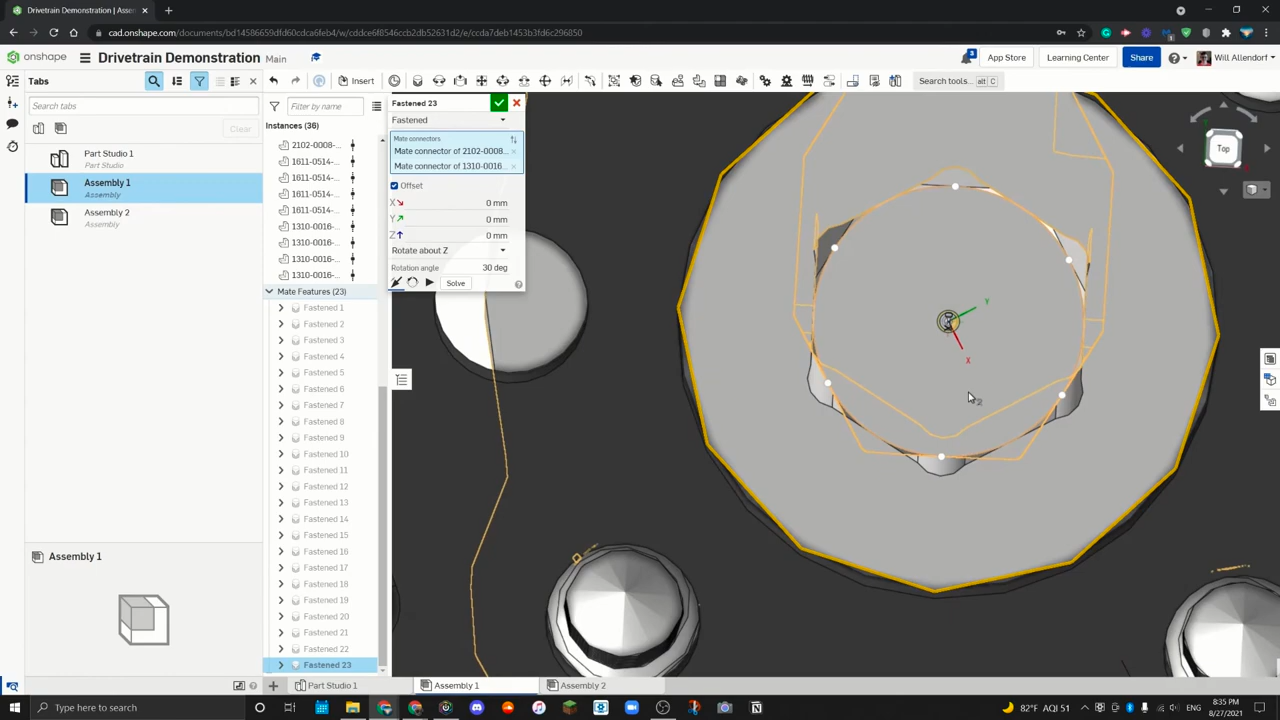 Drivetrain Demonstration | Assem
cad.onshape.com/documents/bd14586659dfd60cdca6feb4/w/cddce6f8546ccfb2db52631d2/e/ccda7deb1453b3fd6c396850
onshape
Drivetrain Demonstration
Main
App Store
Learning Center
Share
Will Allendorf
Tabs
Insert
Search tools...
alt C
Search tabs
Clear
Part Studio 1
Part Studio
Assembly 1
Assembly
Assembly 2
Assembly
Filter by name
Instances (36)
2102-0008-...
1611-0514-...
1611-0514-...
1611-0514-...
1611-0514-...
1310-0016-...
1310-0016-...
1310-0016-...
1310-0016-...
Mate Features (23)
Fastened 1
Fastened 2
Fastened 3
Fastened 4
Fastened 5
Fastened 6
Fastened 7
Fastened 8
Fastened 9
Fastened 10
Fastened 11
Fastened 12
Fastened 13
Fastened 14
Fastened 15
Fastened 16
Fastened 17
Fastened 18
Fastened 19
Fastened 20
Fastened 21
Fastened 22
Fastened 23
Fastened 23
Fastened
Mate connectors
Mate connector of 2102-0008...
Mate connector of 1310-0016...
Offset
X 0 mm
Y 0 mm
Z 0 mm
Rotate about Z
Rotation angle 30 deg
Solve
Y
X
Top
Assembly 1
Part Studio 1
Assembly 1
Assembly 2
Type here to search
82°F AQI 51
ENG
8:35 PM
8/27/2021